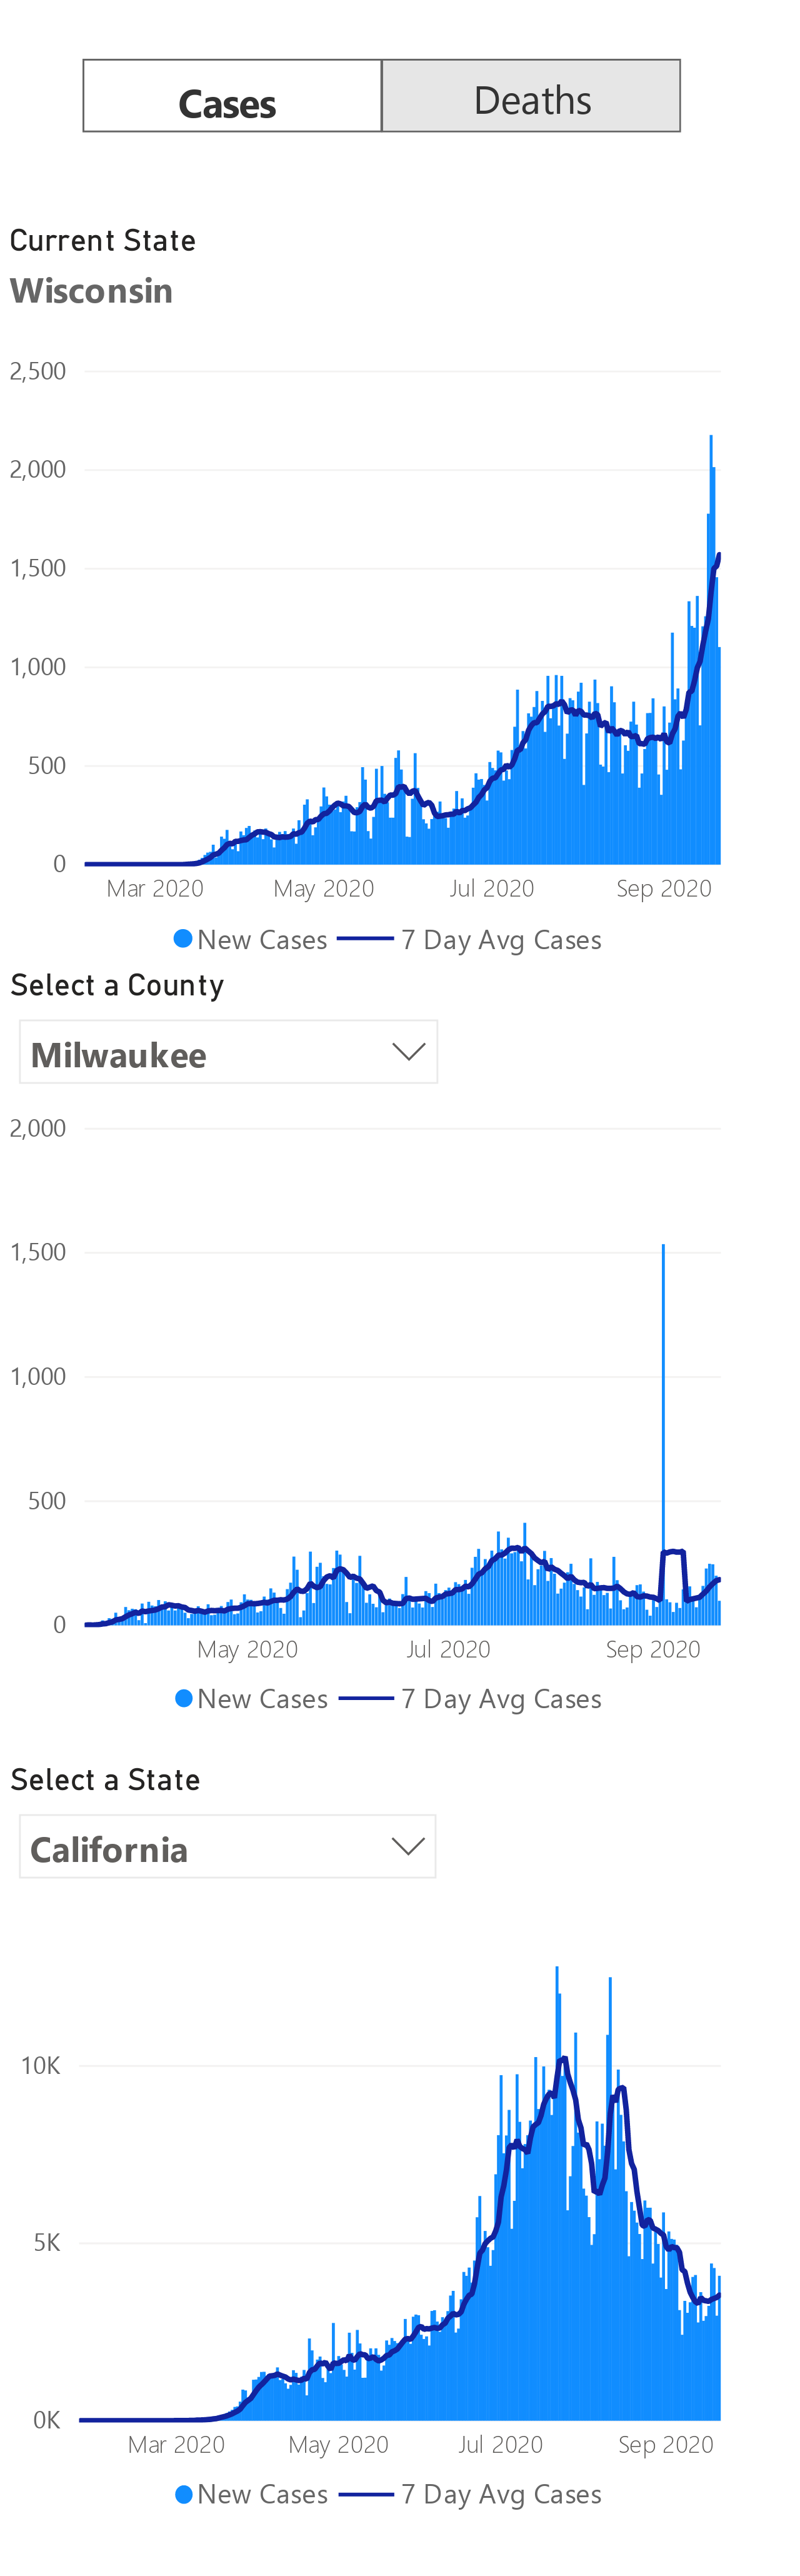 Cases Deaths
Current State
Wisconsin
2,500
2,000
1,500
1,000
500
0
Mar 2020 May 2020 Jul 2020 Sep 2020
New Cases 7 Day Avg Cases
Select a County
Milwaukee
2,000
1,500
1,000
500
0
May 2020 Jul 2020 Sep 2020
New Cases 7 Day Avg Cases
Select a State
California
10K
5K
0K
Mar 2020 May 2020 Jul 2020 Sep 2020
New Cases 7 Day Avg Cases